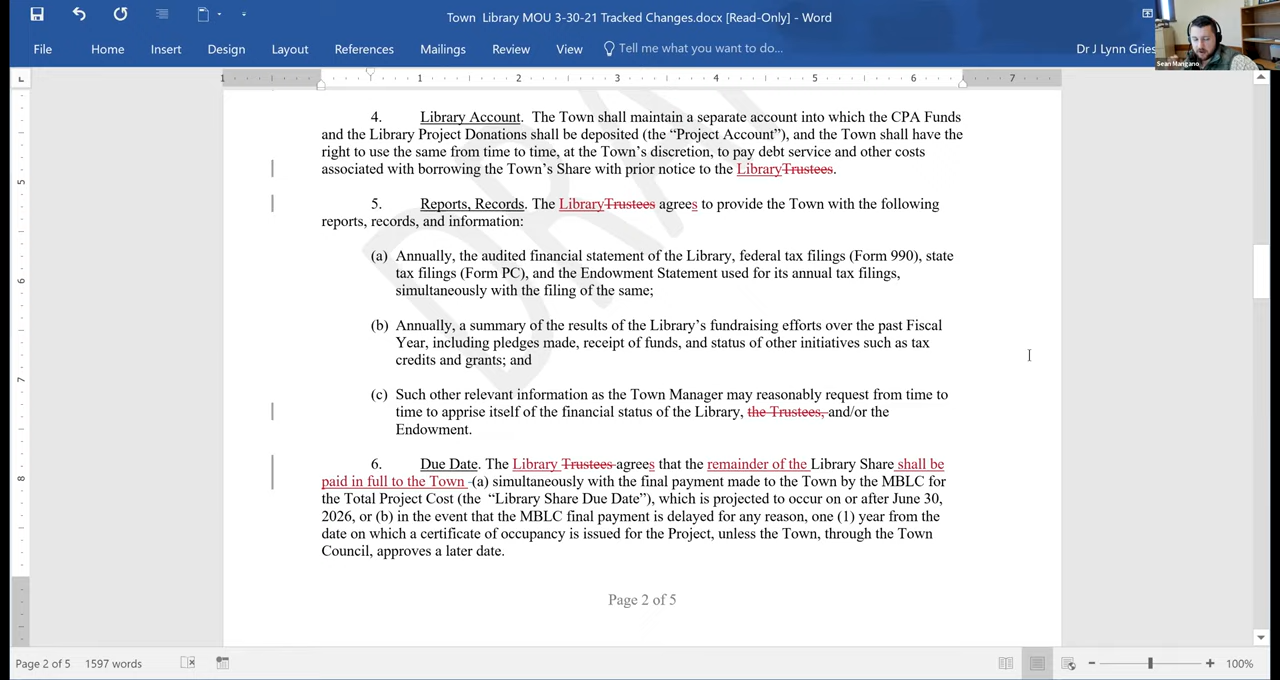 Town Library MOU 3-30-21 Tracked Changes.docx [Read-Only] - Word
File Home Insert Design Layout References Mailings Review View Tell me what you want to do... Dr J Lynn Gries
Sean Mangano
1 1 2 3 4 5 6 7
4. Library Account. The Town shall maintain a separate account into which the CPA Funds
and the Library Project Donations shall be deposited (the “Project Account”), and the Town shall have the
right to use the same from time to time, at the Town’s discretion, to pay debt service and other costs
associated with borrowing the Town’s Share with prior notice to the LibraryTrustees.
5. Reports, Records. The LibraryTrustees agrees to provide the Town with the following
reports, records, and information:
(a) Annually, the audited financial statement of the Library, federal tax filings (Form 990), state
tax filings (Form PC), and the Endowment Statement used for its annual tax filings,
simultaneously with the filing of the same;
(b) Annually, a summary of the results of the Library’s fundraising efforts over the past Fiscal
Year, including pledges made, receipt of funds, and status of other initiatives such as tax
credits and grants; and
(c) Such other relevant information as the Town Manager may reasonably request from time to
time to apprise itself of the financial status of the Library, the Trustees, and/or the
Endowment.
6. Due Date. The Library Trustees agrees that the remainder of the Library Share shall be
paid in full to the Town (a) simultaneously with the final payment made to the Town by the MBLC for
the Total Project Cost (the “Library Share Due Date”), which is projected to occur on or after June 30,
2026, or (b) in the event that the MBLC final payment is delayed for any reason, one (1) year from the
date on which a certificate of occupancy is issued for the Project, unless the Town, through the Town
Council, approves a later date.
DRAFT
Page 2 of 5
5
6
7
8
Page 2 of 5 1597 words 100%